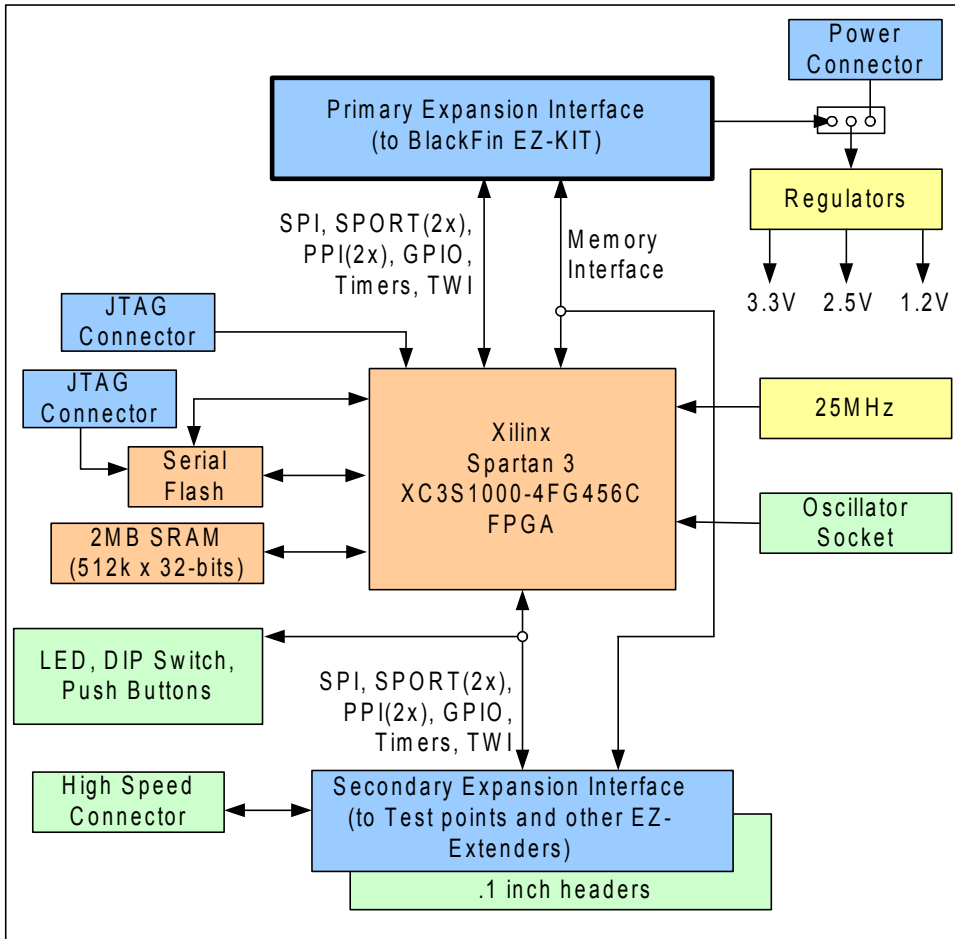 Power
Connector
Primary Expansion Interface
(to BlackFin EZ-KIT)
Regulators
SPI, SPORT(2x),
PPI(2x), GPIO,
Timers, TWI
Memory
Interface
3.3V
2.5V
1.2V
JTAG
Connector
JTAG
Connector
Xilinx
Spartan 3
XC3S1000-4FG456C
FPGA
25MHz
Serial
Flash
Oscillator
Socket
2MB SRAM
(512k x 32-bits)
LED, DIP Switch,
Push Buttons
SPI, SPORT(2x),
PPI(2x), GPIO,
Timers, TWI
High Speed
Connector
Secondary Expansion Interface
(to Test points and other EZ-
Extenders)
.1 inch headers